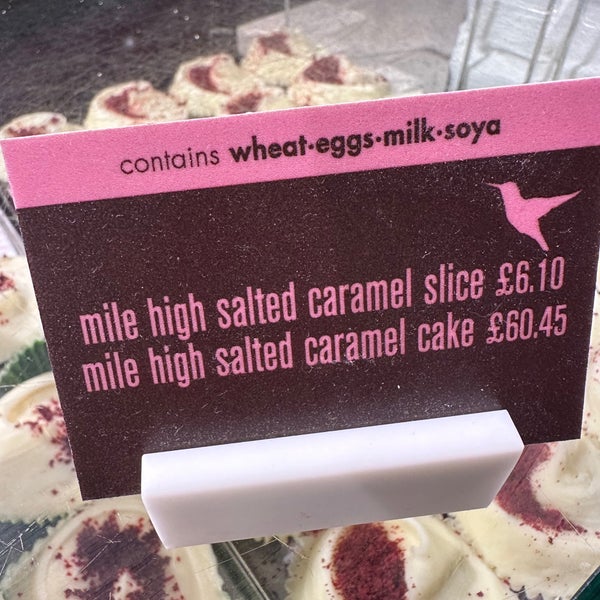 contains wheat·eggs·milk·soya
mile high salted caramel slice £6.10
mile high salted caramel cake £60.45